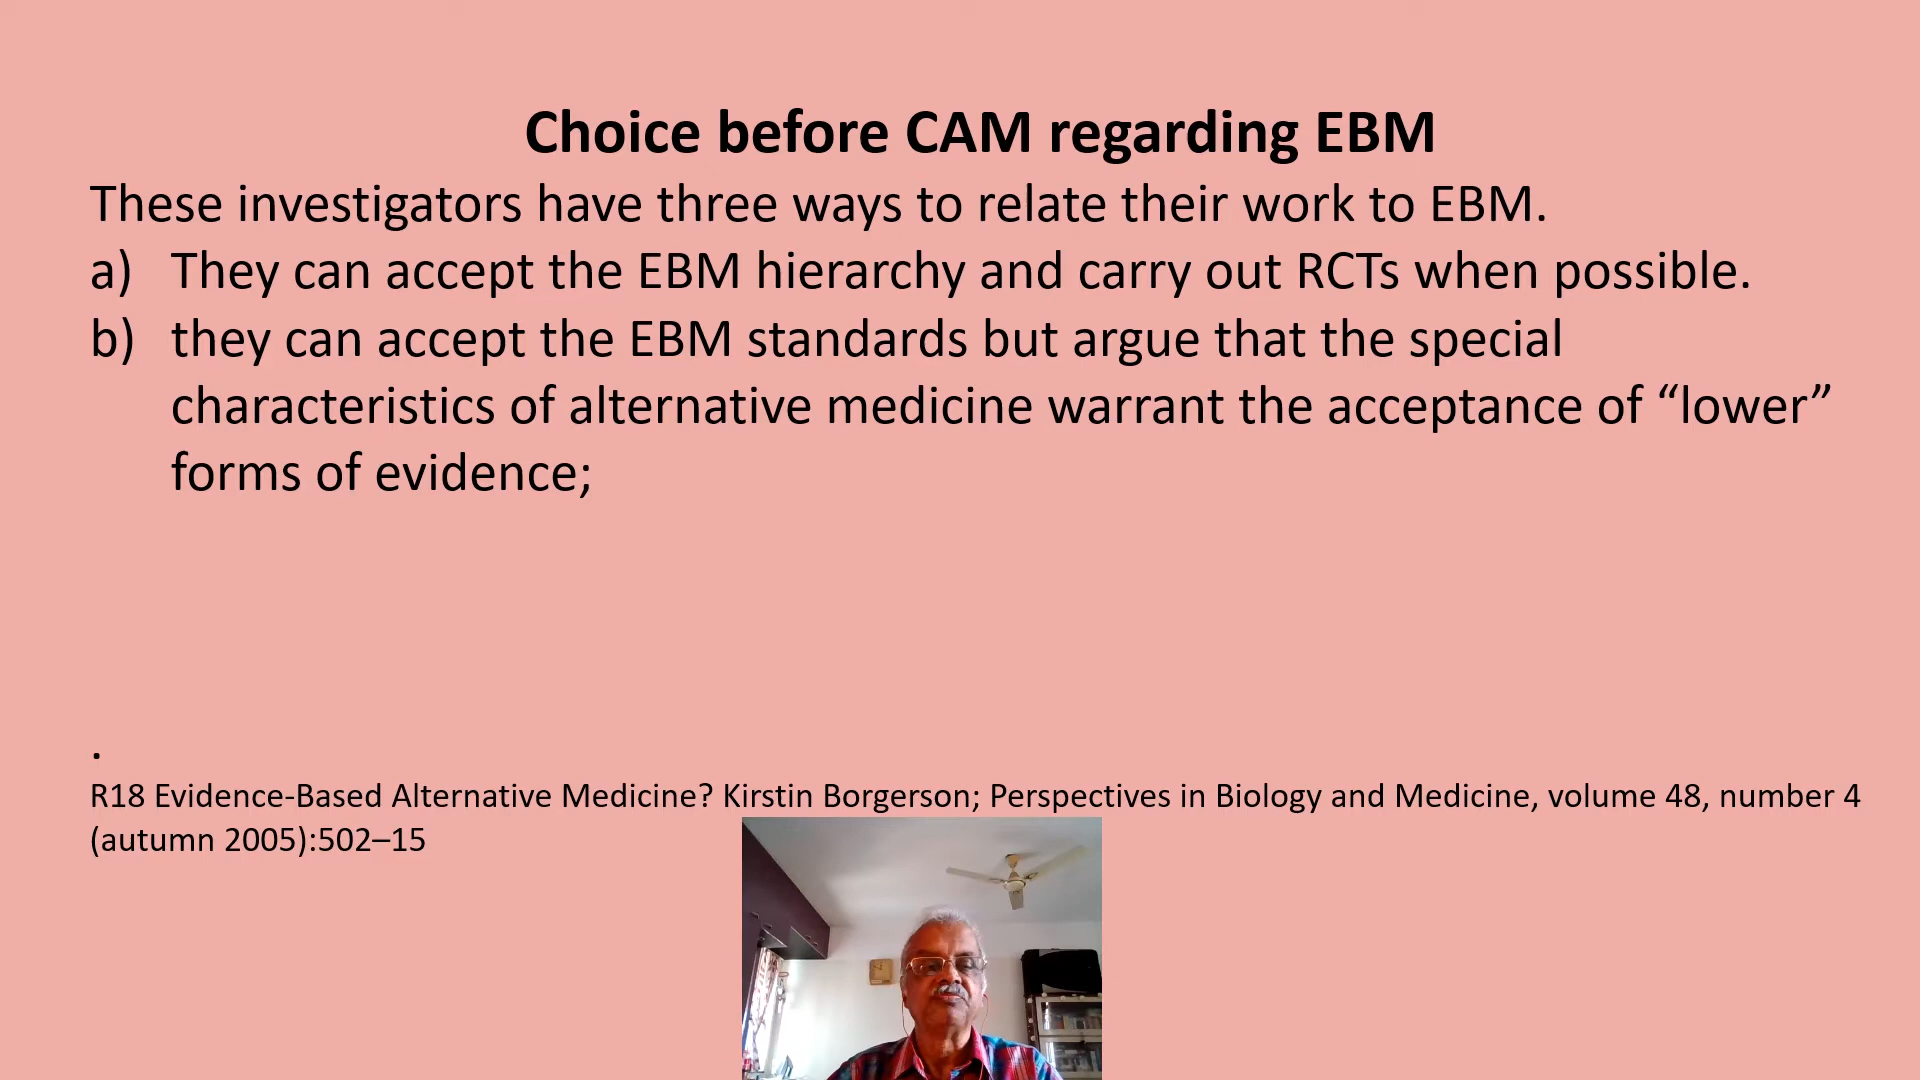 Choice before CAM regarding EBM
These investigators have three ways to relate their work to EBM.
a) They can accept the EBM hierarchy and carry out RCTs when possible.
b) they can accept the EBM standards but argue that the special
characteristics of alternative medicine warrant the acceptance of “lower”
forms of evidence;
.
R18 Evidence-Based Alternative Medicine? Kirstin Borgerson; Perspectives in Biology and Medicine, volume 48, number 4
(autumn 2005):502–15